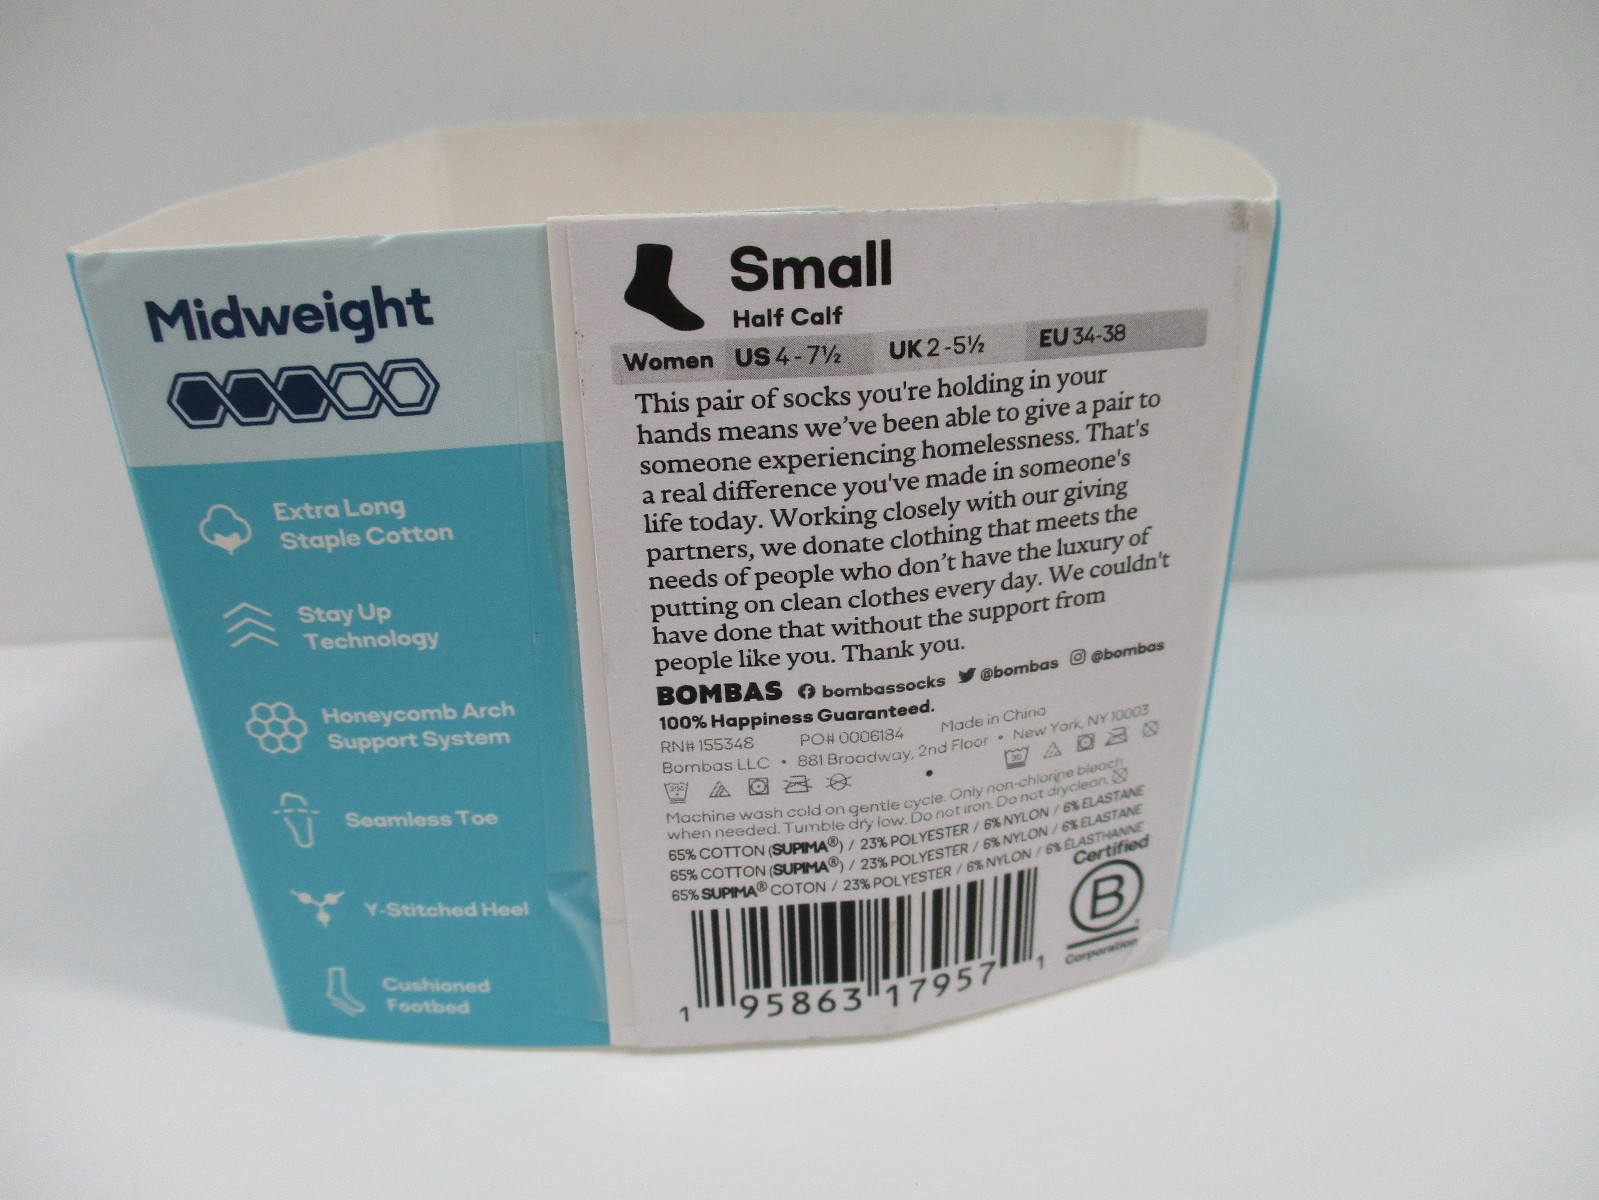 Midweight
Extra Long
Staple Cotton
Stay Up
Technology
Honeycomb Arch
Support System
Seamless Toe
Y-Stitched Heel
Cushioned
Footbed
Small
Half Calf
Women US 4 - 7½ UK 2 -5½ EU 34-38
This pair of socks you're holding in your
hands means we've been able to give a pair to
someone experiencing homelessness. That's
a real difference you've made in someone's
life today. Working closely with our giving
partners, we donate clothing that meets the
needs of people who don't have the luxury of
putting on clean clothes every day. We couldn't
have done that without the support from
people like you. Thank you.
BOMBAS bombassocks @bombas @bombas
100% Happiness Guaranteed.
RN# 155348 PO# 0006184 Made in China
Bombas LLC • 881 Broadway, 2nd Floor • New York, NY 10003
Machine wash cold on gentle cycle. Only non-chlorine bleach
when needed. Tumble dry low. Do not iron. Do not dryclean.
65% COTTON (SUPIMA®) / 23% POLYESTER / 6% NYLON / 6% ELASTANE
65% COTTON (SUPIMA®) / 23% POLYESTER / 6% NYLON / 6% ELASTANE
65% SUPIMA® COTON / 23% POLYESTER / 6% NYLON / 6% ELASTHANNE
Certified
B
Corporation
1 95863 17957 1